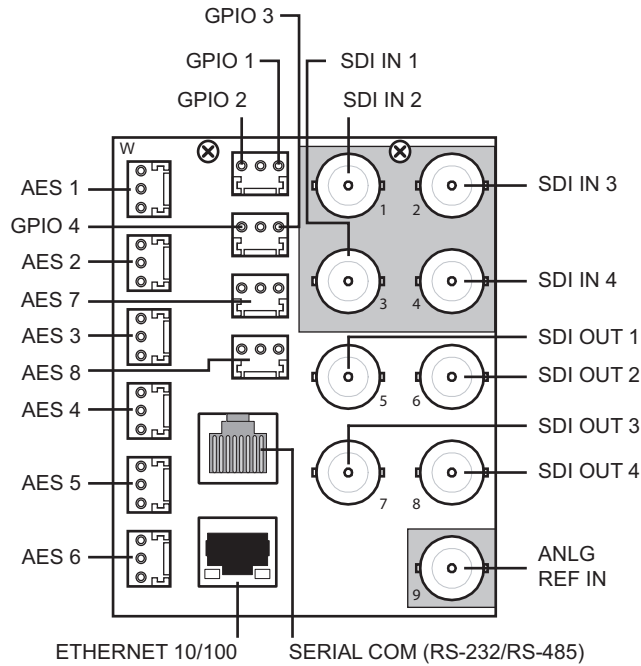 GPIO 3
GPIO 1
SDI IN 1
GPIO 2
SDI IN 2
W
AES 1
1
2
SDI IN 3
GPIO 4
AES 2
SDI IN 4
AES 7
3
4
AES 3
SDI OUT 1
AES 8
SDI OUT 2
5
6
AES 4
SDI OUT 3
AES 5
SDI OUT 4
7
8
AES 6
ANLG
REF IN
9
ETHERNET 10/100
SERIAL COM (RS-232/RS-485)